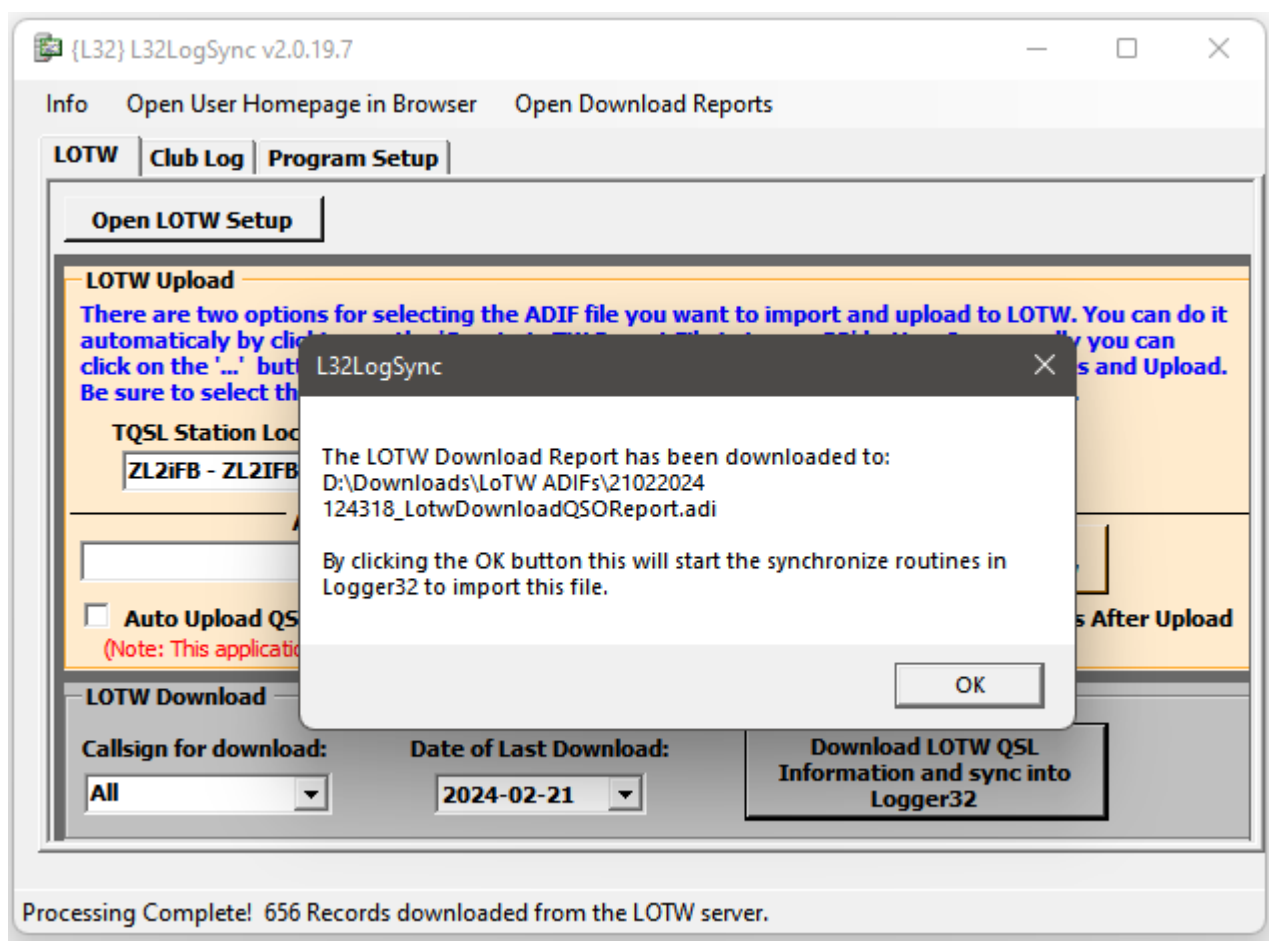 {L32} L32LogSync v2.0.19.7
Info Open User Homepage in Browser Open Download Reports
LOTW Club Log Program Setup
Open LOTW Setup
LOTW Upload
There are two options for selecting the ADIF file you want to import and upload to LOTW. You can do it
automaticaly by you can
click on the '...' s and Upload.
Be sure to select
TQSL Station
ZL2iFB - ZL2IFB
Auto Upload After Upload
(Note: This
L32LogSync
The LOTW Download Report has been downloaded to:
D:\Downloads\LoTW ADIFs\21022024
124318_LotwDownloadQSOReport.adi
By clicking the OK button this will start the synchronize routines in
Logger32 to import this file.
OK
LOTW Download
Callsign for download: Date of Last Download:
All 2024-02-21
Download LOTW QSL
Information and sync into
Logger32
Processing Complete! 656 Records downloaded from the LOTW server.